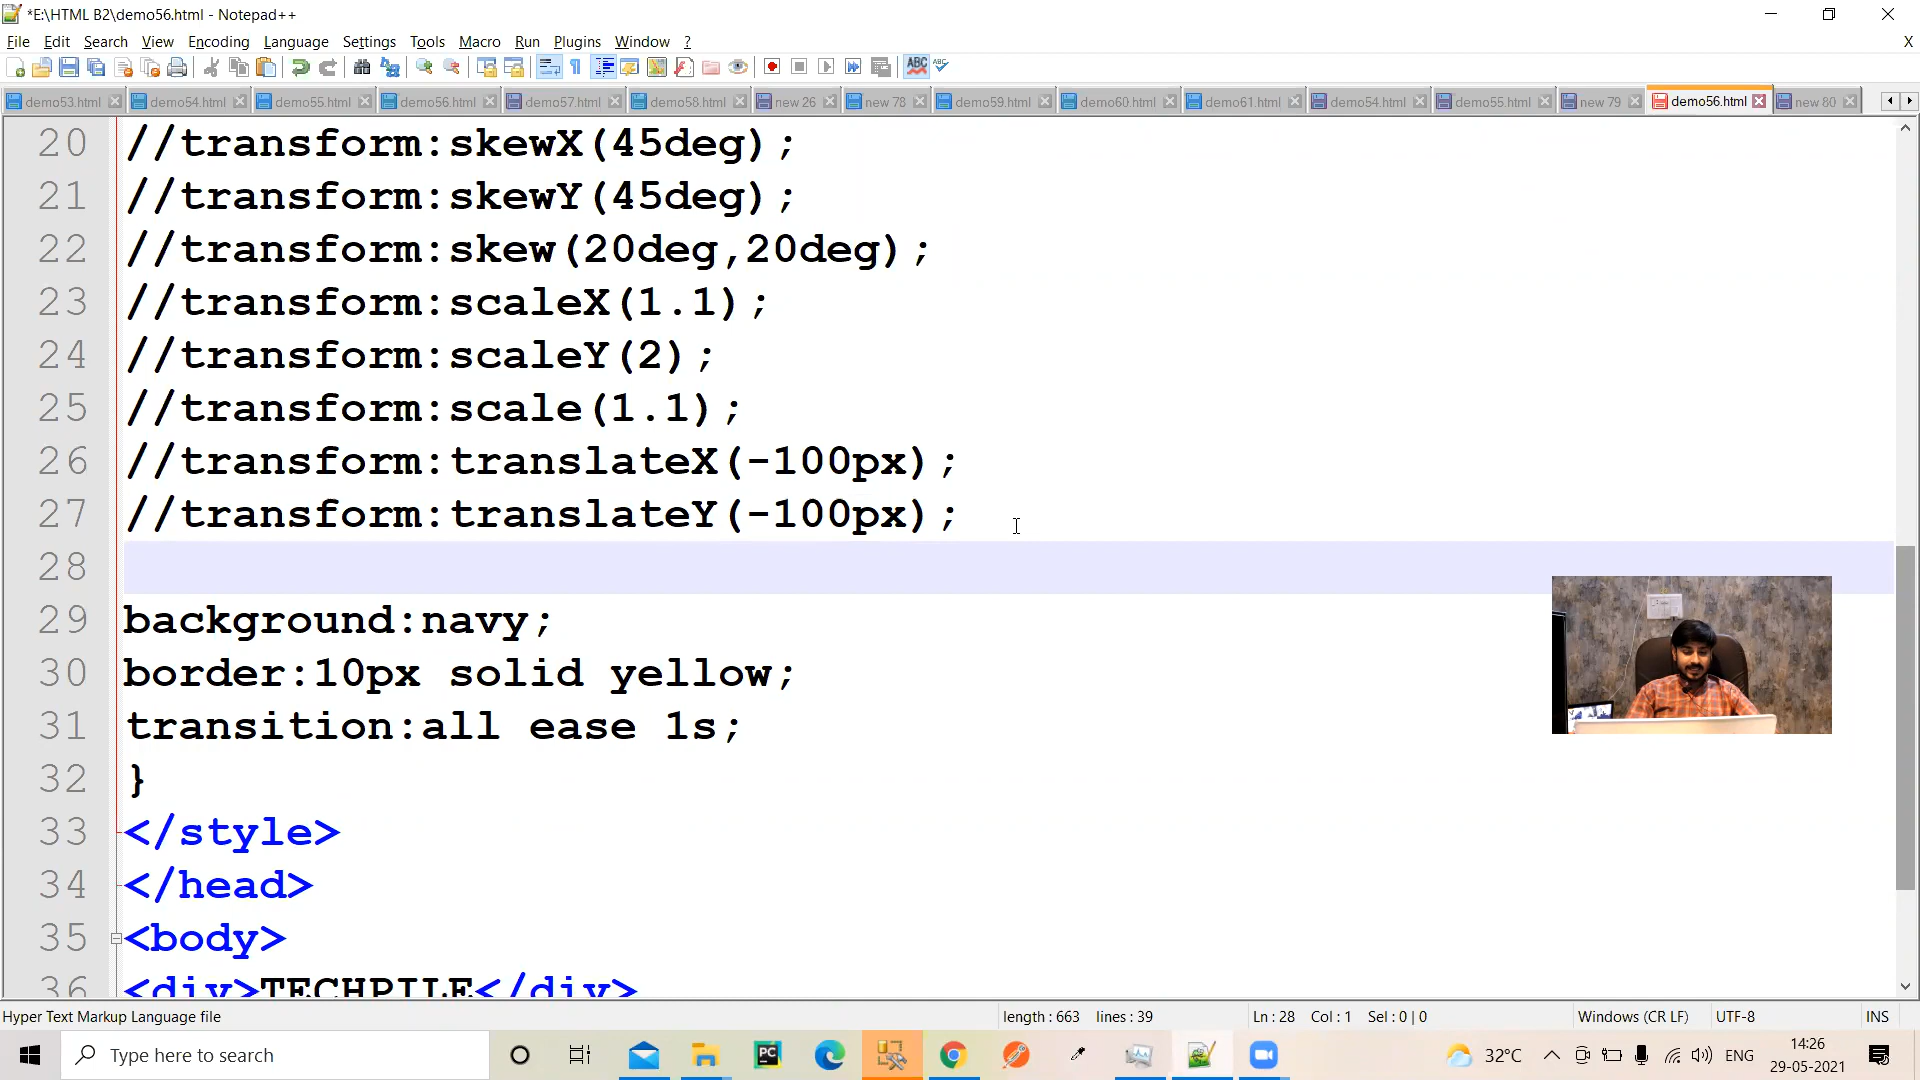 *E:\HTML B2\demo56.html - Notepad++
File Edit Search View Encoding Language Settings Tools Macro Run Plugins Window ? X
demo53.html demo54.html demo55.html demo56.html demo57.html demo58.html new 26 new 78 demo59.html demo60.html demo61.html demo54.html demo55.html new 79 demo56.html new 80
20 //transform:skewX(45deg);
21 //transform:skewY(45deg);
22 //transform:skew(20deg,20deg);
23 //transform:scaleX(1.1);
24 //transform:scaleY(2);
25 //transform:scale(1.1);
26 //transform:translateX(-100px);
27 //transform:translateY(-100px);
28
29 background:navy;
30 border:10px solid yellow;
31 transition:all ease 1s;
32 }
33 </style>
34 </head>
35 <body>
36 <div>TECHPILE</div>
Hyper Text Markup Language file length : 663 lines : 39 Ln : 28 Col : 1 Sel : 0 | 0 Windows (CR LF) UTF-8 INS
Type here to search 32°C ENG 14:26
29-05-2021